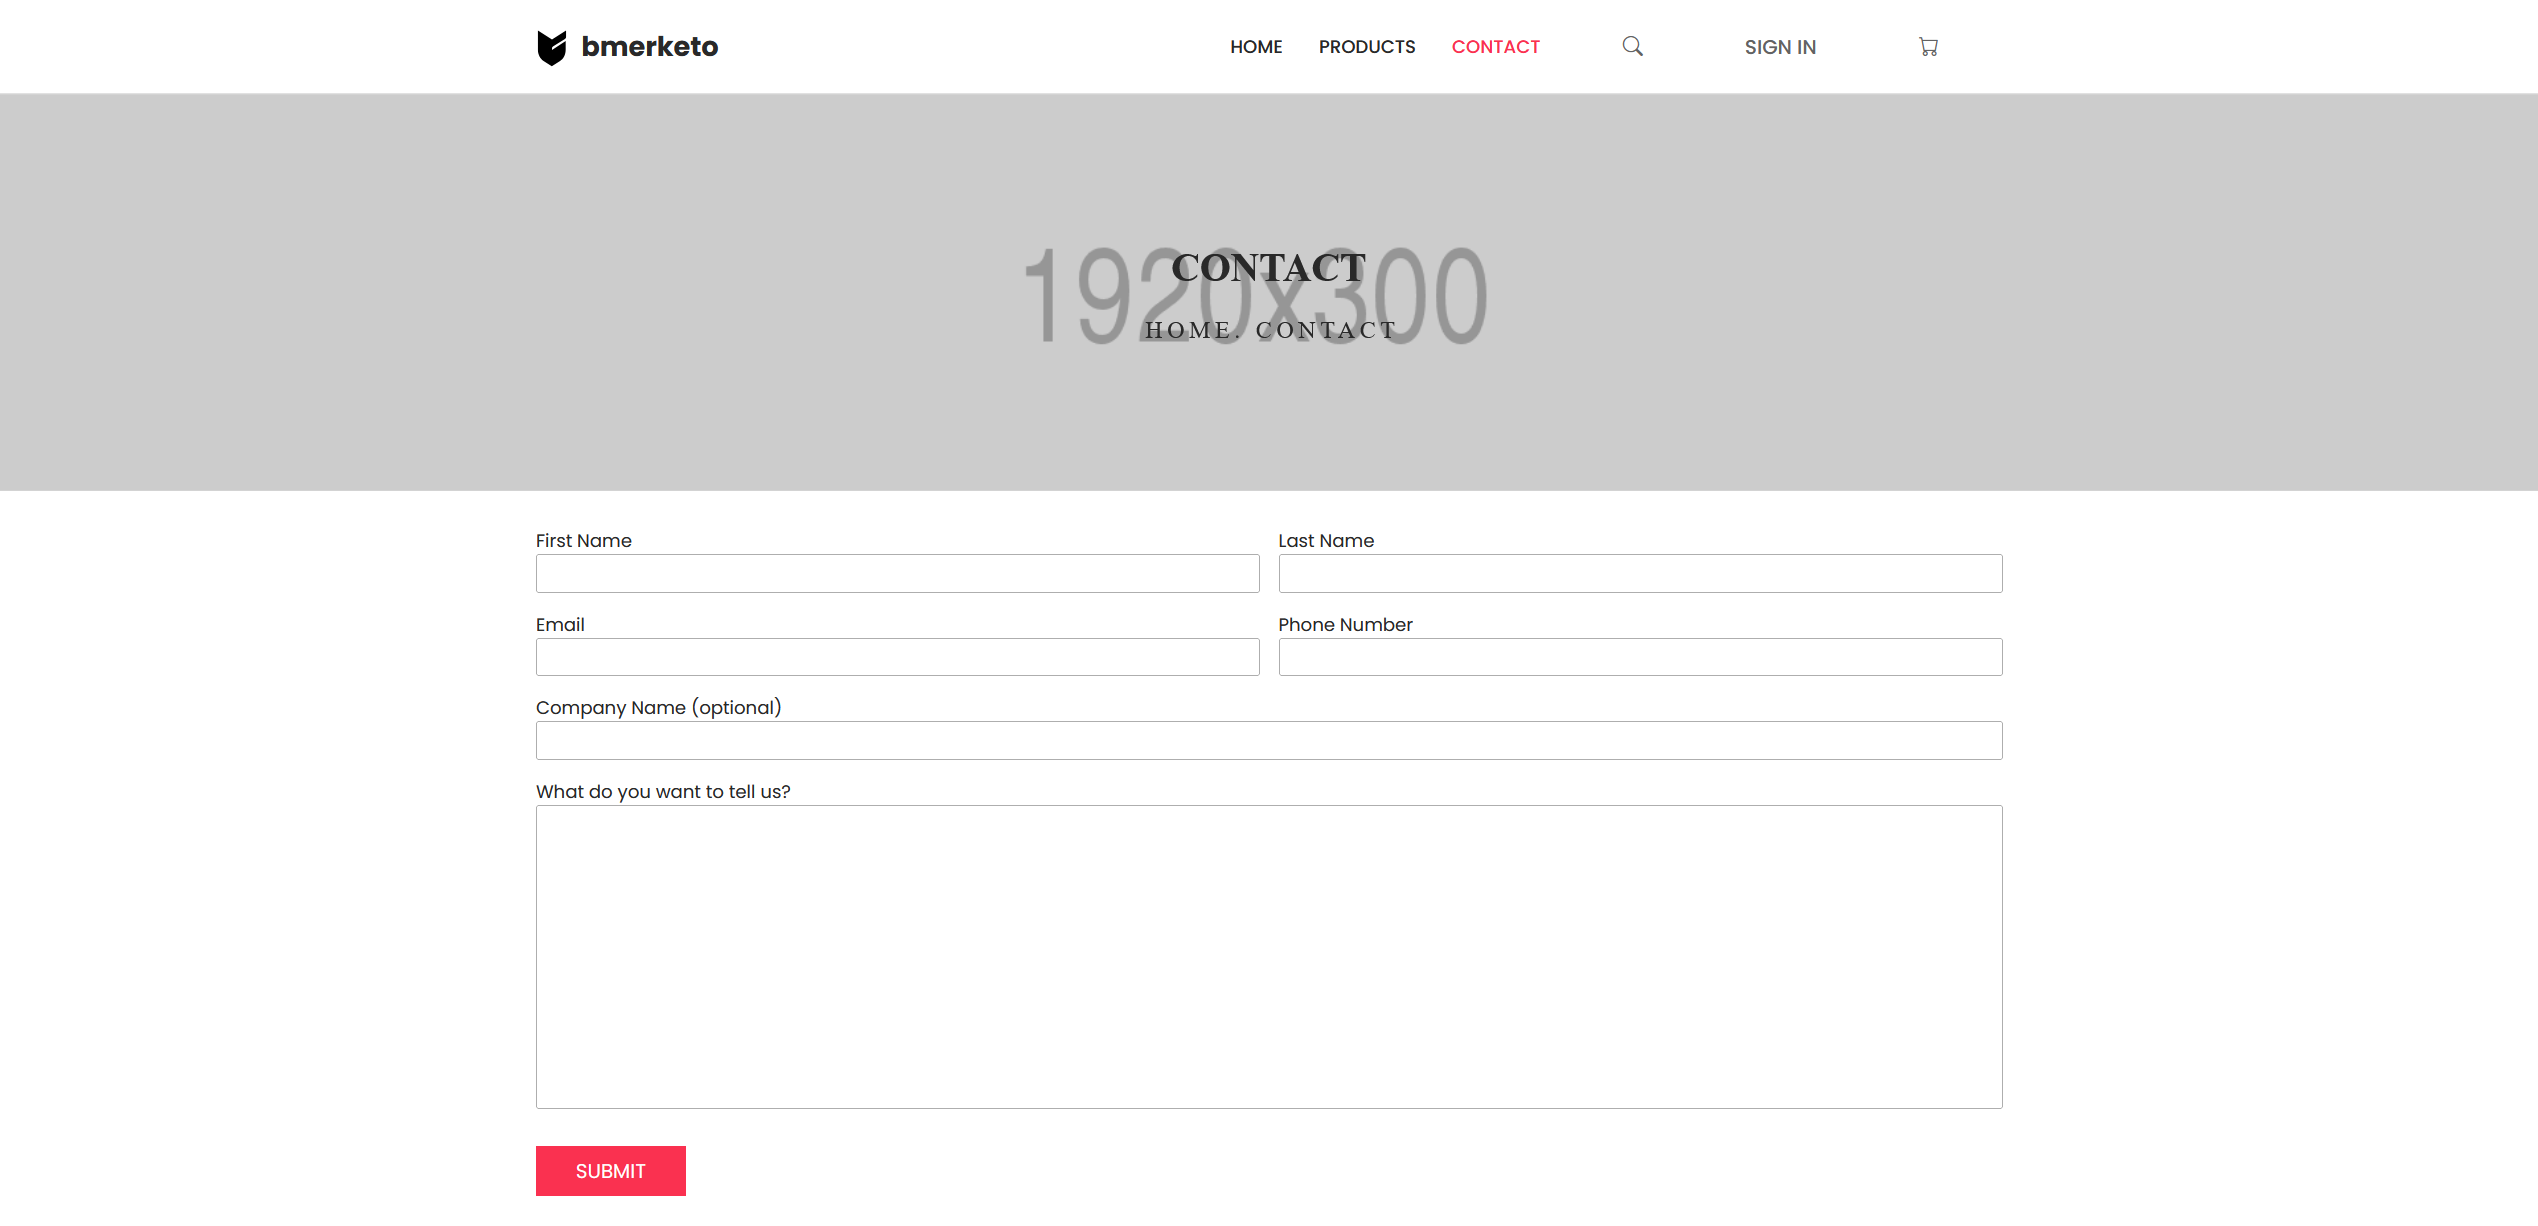 bmerketo
HOME PRODUCTS CONTACT SIGN IN
1920x300
CONTACT
HOME. CONTACT
First Name Last Name
Email Phone Number
Company Name (optional)
What do you want to tell us?
SUBMIT